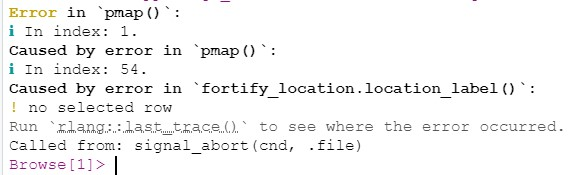 Error in `pmap()`:
ℹ In index: 1.
Caused by error in `pmap()`:
ℹ In index: 54.
Caused by error in `fortify_location.location_label()`:
! no selected row
Run `rlang::last_trace()` to see where the error occurred.
Called from: signal_abort(cnd, .file)
Browse[1]>